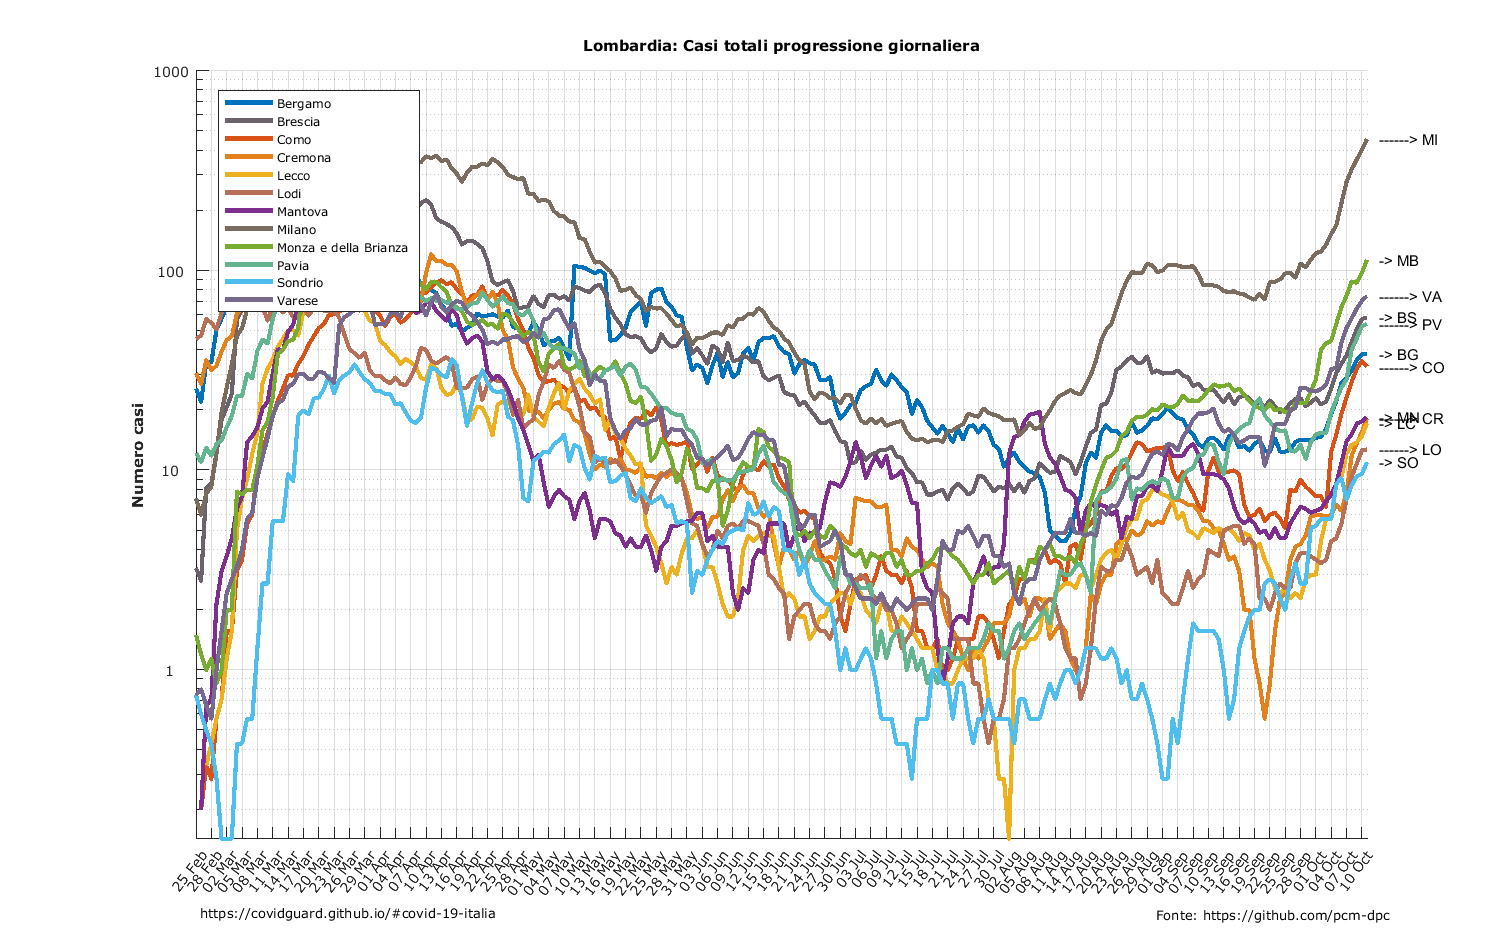 Lombardia: Casi totali progressione giornaliera
1000
100
10
1
Numero casi
Bergamo
Brescia
Como
Cremona
Lecco
Lodi
Mantova
Milano
Monza e della Brianza
Pavia
Sondrio
Varese
------> MI
-> MB
------> VA
-> BS
------> PV
-> BG
------> CO
-> MN
------> CR
-> LC
------> LO
-> SO
25 Feb
28 Feb
02 Mar
05 Mar
08 Mar
11 Mar
14 Mar
17 Mar
20 Mar
23 Mar
26 Mar
29 Mar
01 Apr
04 Apr
07 Apr
10 Apr
13 Apr
16 Apr
19 Apr
22 Apr
25 Apr
28 Apr
01 May
04 May
07 May
10 May
13 May
16 May
19 May
22 May
25 May
28 May
31 May
03 Jun
06 Jun
09 Jun
12 Jun
15 Jun
18 Jun
21 Jun
24 Jun
27 Jun
30 Jul
03 Jul
06 Jul
09 Jul
12 Jul
15 Jul
18 Jul
21 Jul
24 Jul
27 Jul
30 Jul
02 Aug
05 Aug
08 Aug
11 Aug
14 Aug
17 Aug
20 Aug
23 Aug
26 Aug
29 Aug
01 Sep
04 Sep
07 Sep
10 Sep
13 Sep
16 Sep
19 Sep
22 Sep
25 Sep
28 Sep
01 Oct
04 Oct
07 Oct
10 Oct
https://covidguard.github.io/#covid-19-italia
Fonte: https://github.com/pcm-dpc